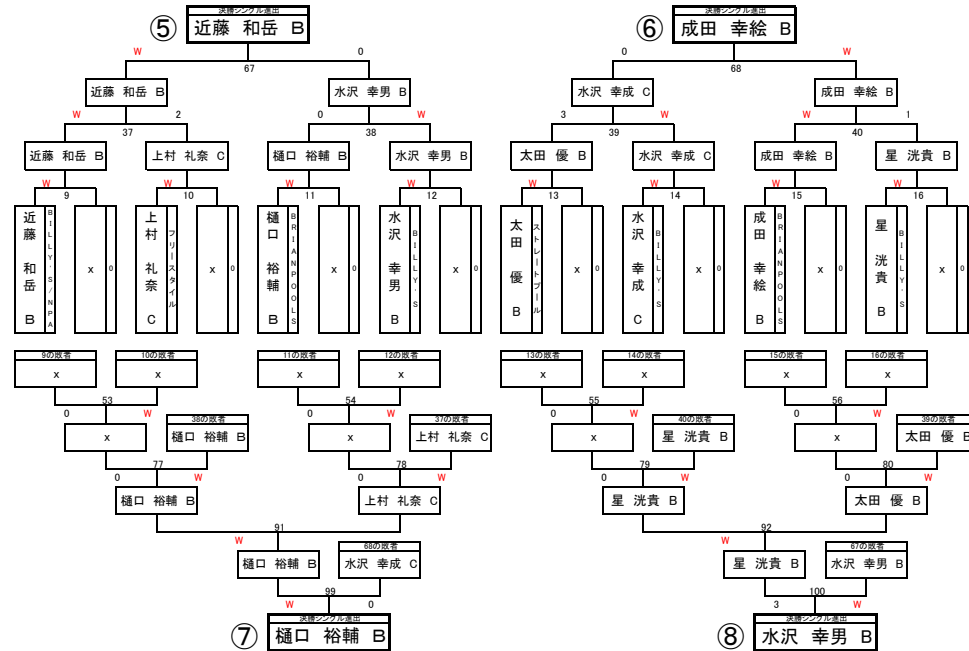 決勝シングル進出 決勝シングル進出
⑤ 近藤 和岳 B ⑥ 成田 幸絵 B
W 0 0 W
67 68
近藤 和岳 B 水沢 幸男 B 水沢 幸成 C 成田 幸絵 B
W 2 0 W 3 W W 1
37 38 39 40
近藤 和岳 B 上村 礼奈 C 樋口 裕輔 B 水沢 幸男 B 太田 優 B 水沢 幸成 C 成田 幸絵 B 星 洸貴 B
W W W W W W W W
9 10 11 12 13 14 15 16
近藤 和岳 B BILLY'S/NPA x 0 上村 礼奈 C フリースタイル x 0 樋口 裕輔 B BRIANPOOLS x 0 水沢 幸男 B BILLY'S x 0 太田 優 B ストレートプール x 0 水沢 幸成 C BILLY'S x 0 成田 幸絵 B BRIANPOOLS x 0 星 洸貴 B BILLY'S x 0
9の敗者 10の敗者 11の敗者 12の敗者 13の敗者 14の敗者 15の敗者 16の敗者
x x x x x x x x
53 54 55 56
0 W 0 W 0 W 0 W
38の敗者 37の敗者 40の敗者 39の敗者
x 樋口 裕輔 B x 上村 礼奈 C x 星 洸貴 B x 太田 優 B
77 78 79 80
0 W 0 W 0 W 0 W
樋口 裕輔 B 上村 礼奈 C 星 洸貴 B 太田 優 B
91 92
W W
68の敗者 67の敗者
樋口 裕輔 B 水沢 幸成 C 星 洸貴 B 水沢 幸男 B
99 100
W 0 3 W
決勝シングル進出 決勝シングル進出
⑦ 樋口 裕輔 B ⑧ 水沢 幸男 B